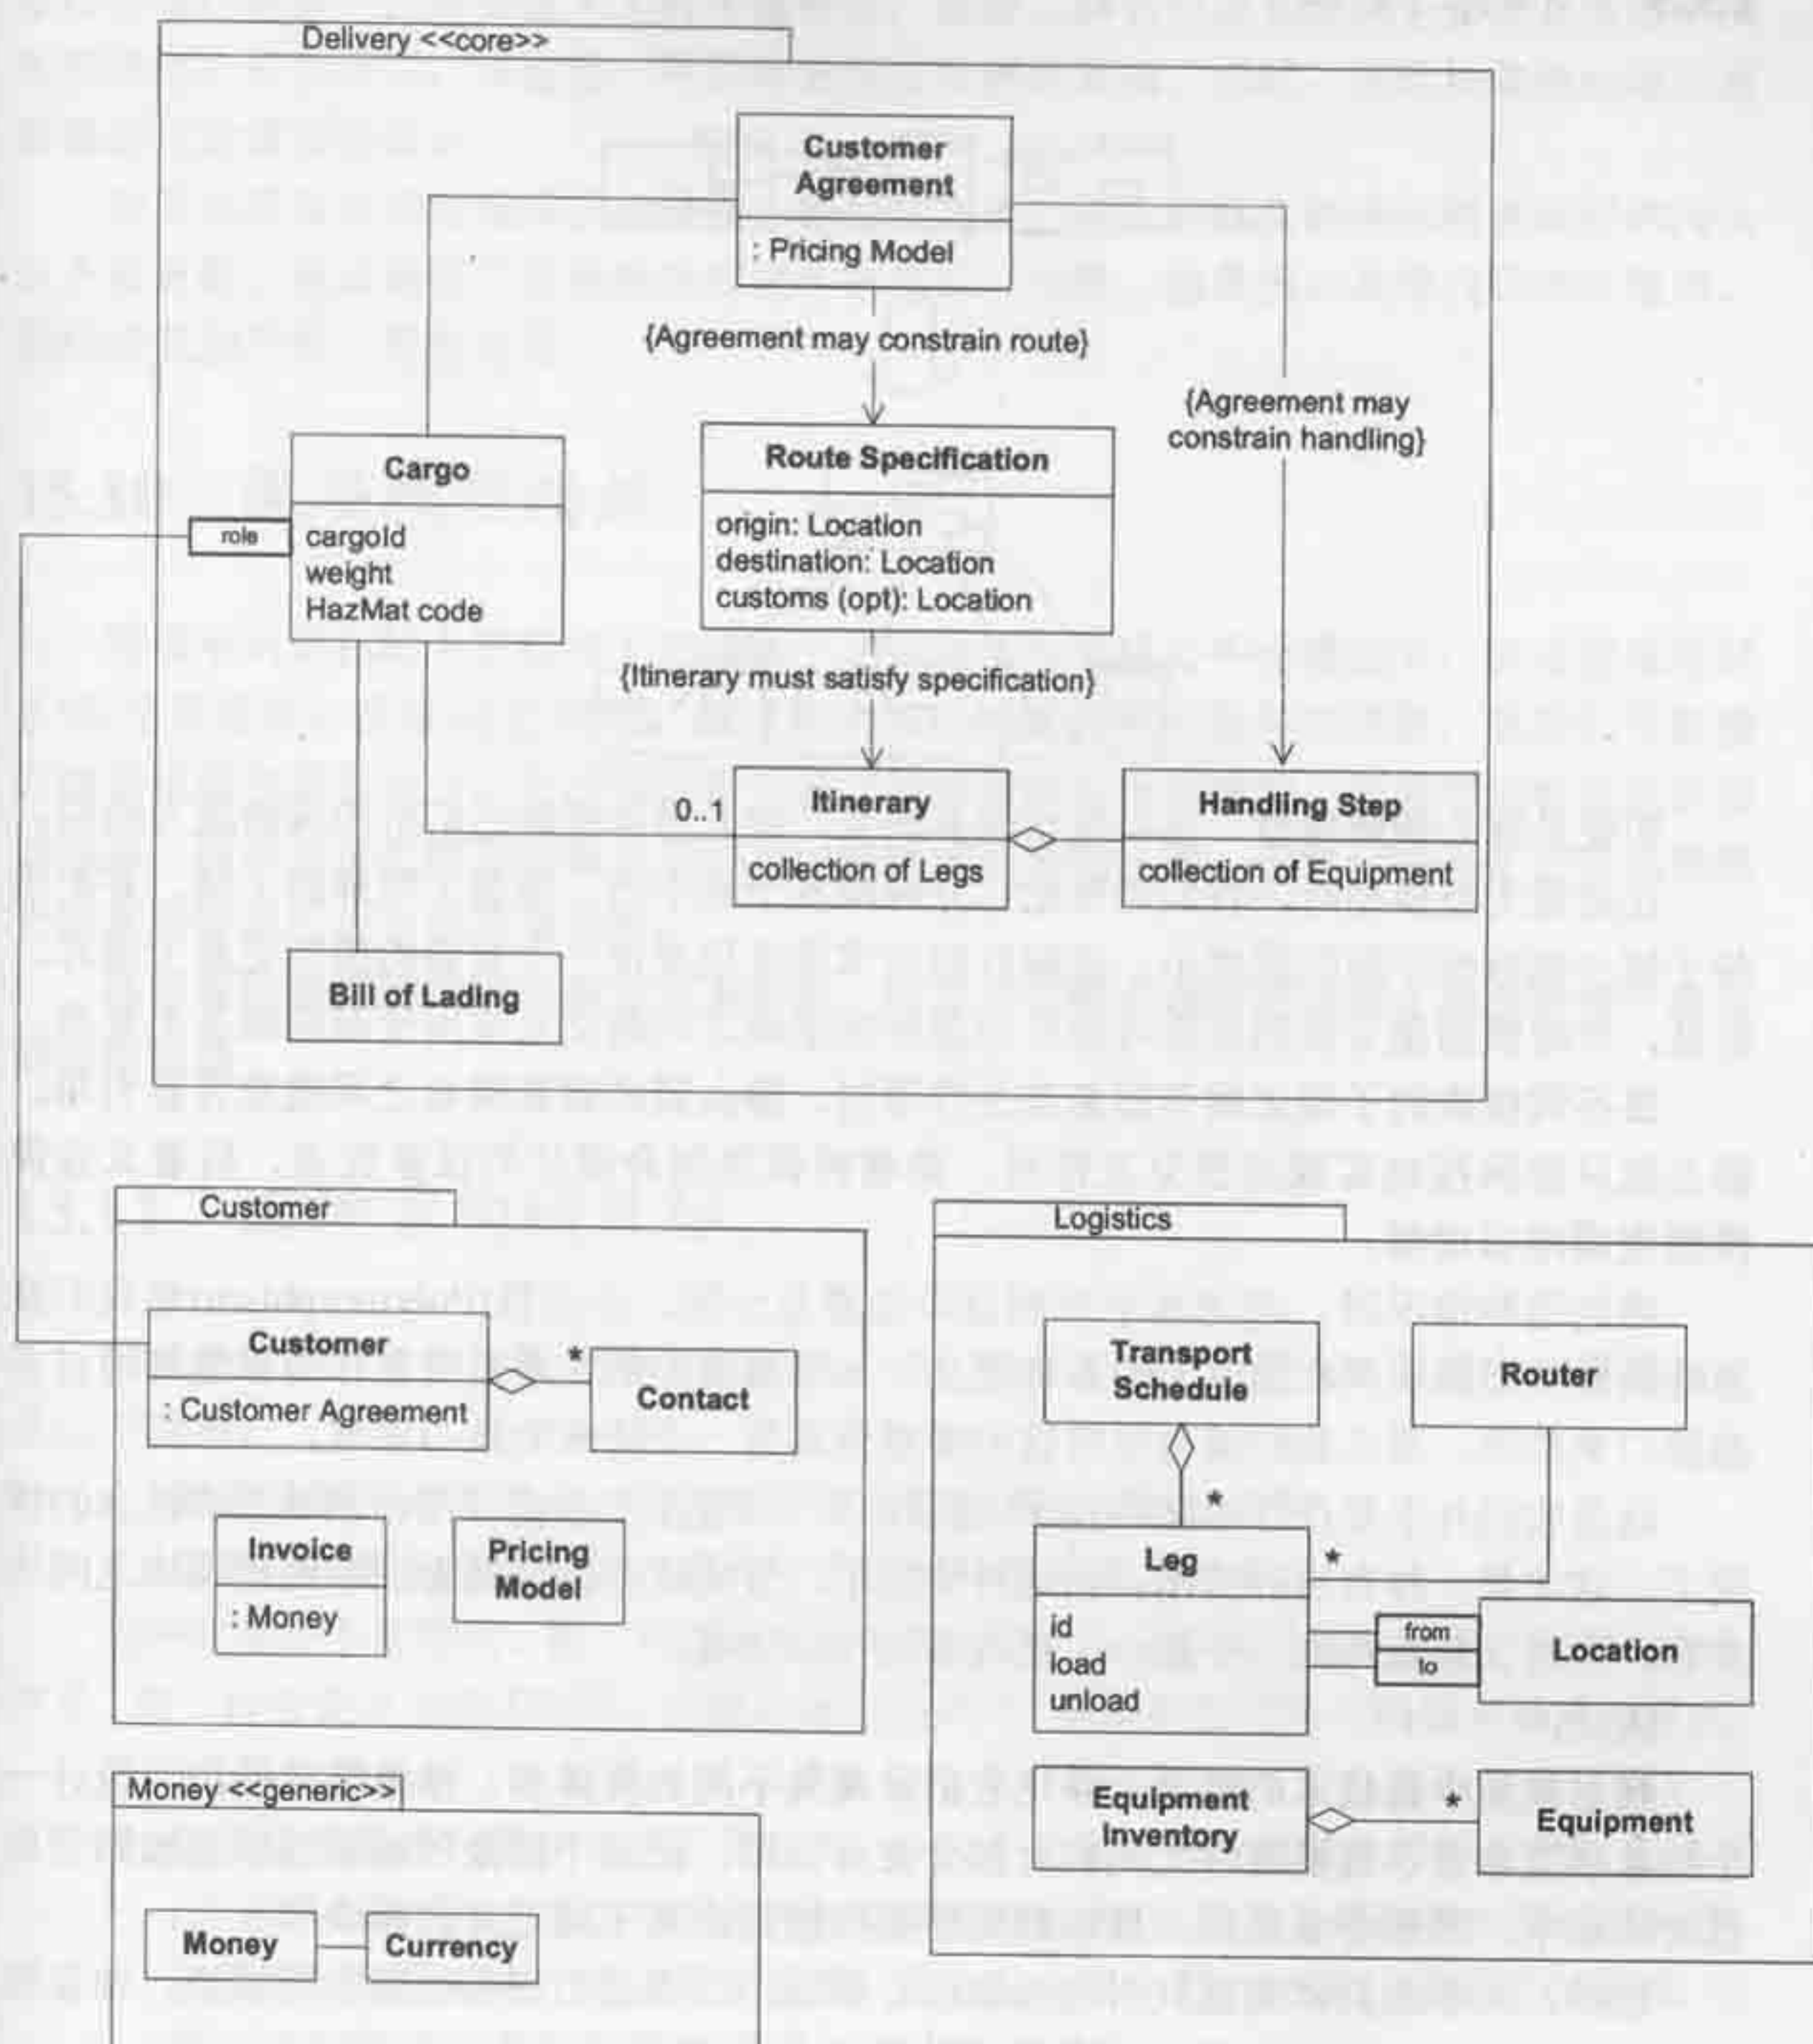 Delivery <<core>>
Customer
Agreement
: Pricing Model
{Agreement may constrain route}
{Agreement may
constrain handling}
Cargo
role
cargoId
weight
HazMat code
Route Specification
origin: Location
destination: Location
customs (opt): Location
{Itinerary must satisfy specification}
0..1
Itinerary
collection of Legs
Handling Step
collection of Equipment
Bill of Lading
Customer
Customer
: Customer Agreement
*
Contact
Invoice
: Money
Pricing
Model
Money <<generic>>
Money
Currency
Logistics
Transport
Schedule
Router
*
Leg
*
id
load
unload
from
to
Location
Equipment
Inventory
*
Equipment